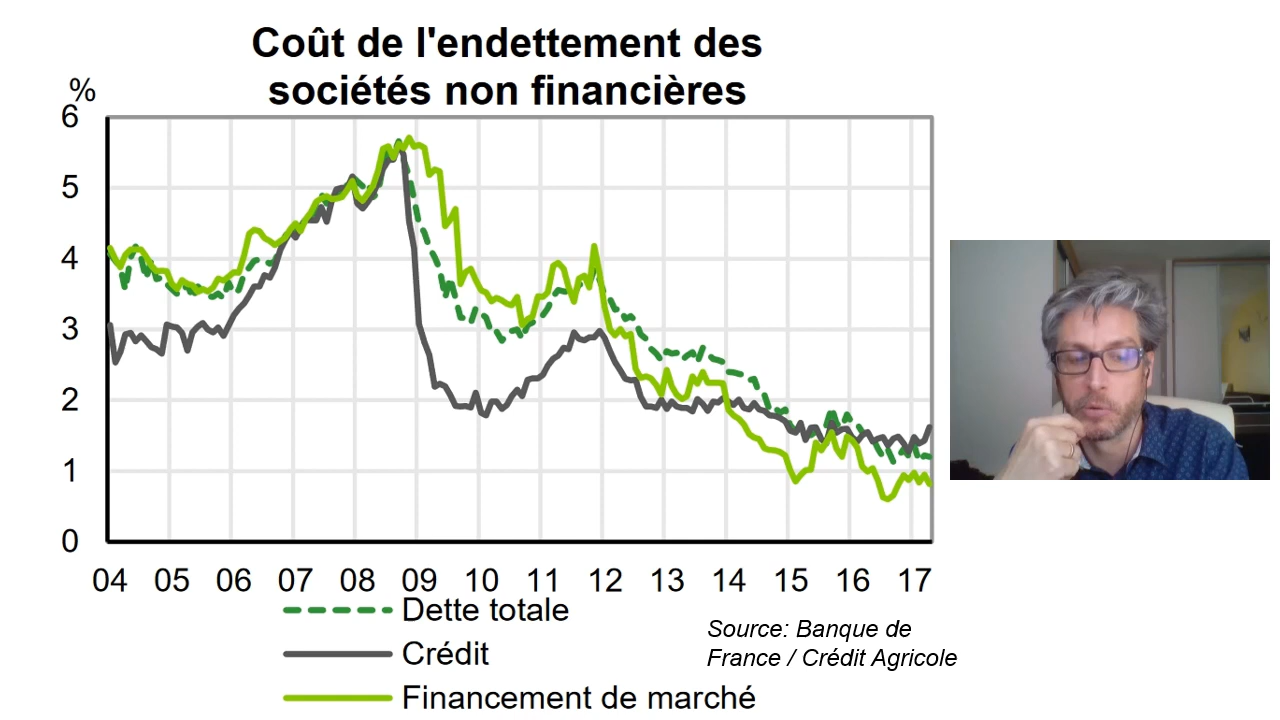 Coût de l'endettement des
sociétés non financières
%
6
5
4
3
2
1
0
04 05 06 07 08 09 10 11 12 13 14 15 16 17
Dette totale
Crédit
Financement de marché
Source: Banque de
France / Crédit Agricole